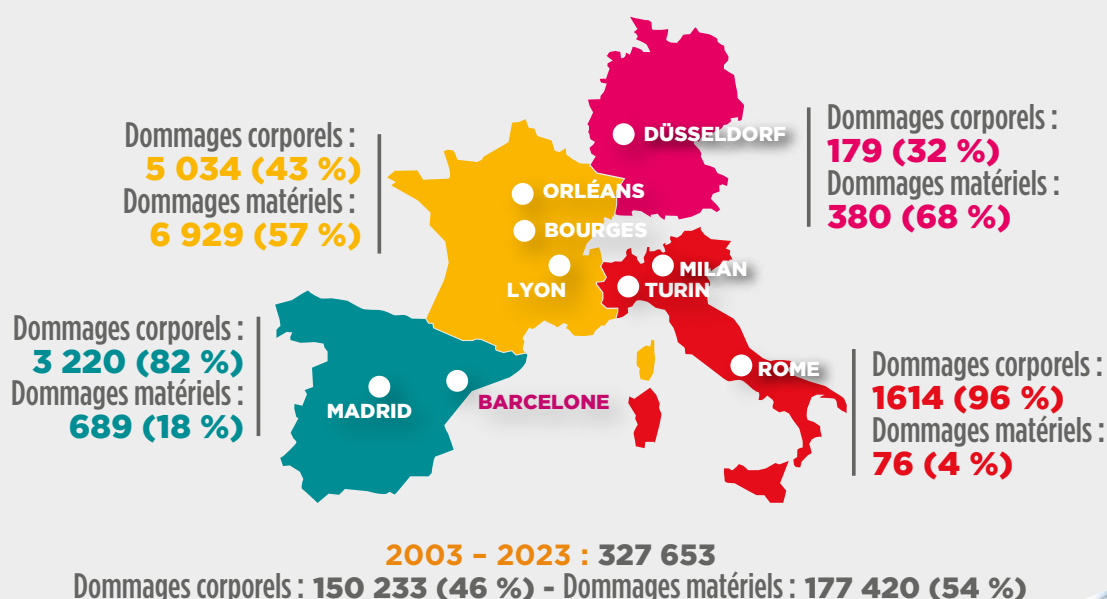 Dommages corporels :
5 034 (43 %)
Dommages matériels :
6 929 (57 %)
Dommages corporels :
179 (32 %)
Dommages matériels :
380 (68 %)
DÜSSELDORF
ORLÉANS
BOURGES
LYON
MILAN
TURIN
ROME
Dommages corporels :
3 220 (82 %)
Dommages matériels :
689 (18 %)
MADRID
BARCELONE
Dommages corporels :
1614 (96 %)
Dommages matériels :
76 (4 %)
2003 – 2023 : 327 653
Dommages corporels : 150 233 (46 %) - Dommages matériels : 177 420 (54 %)